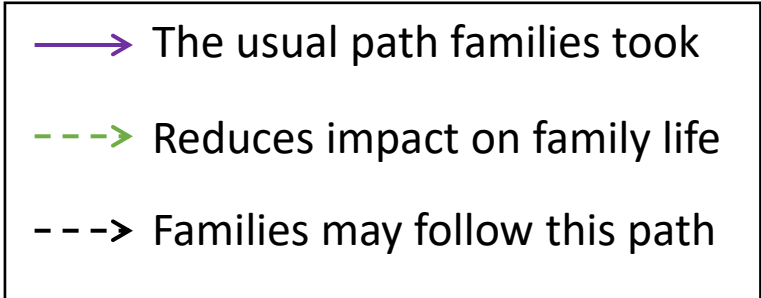 The usual path families took
Reduces impact on family life
Families may follow this path